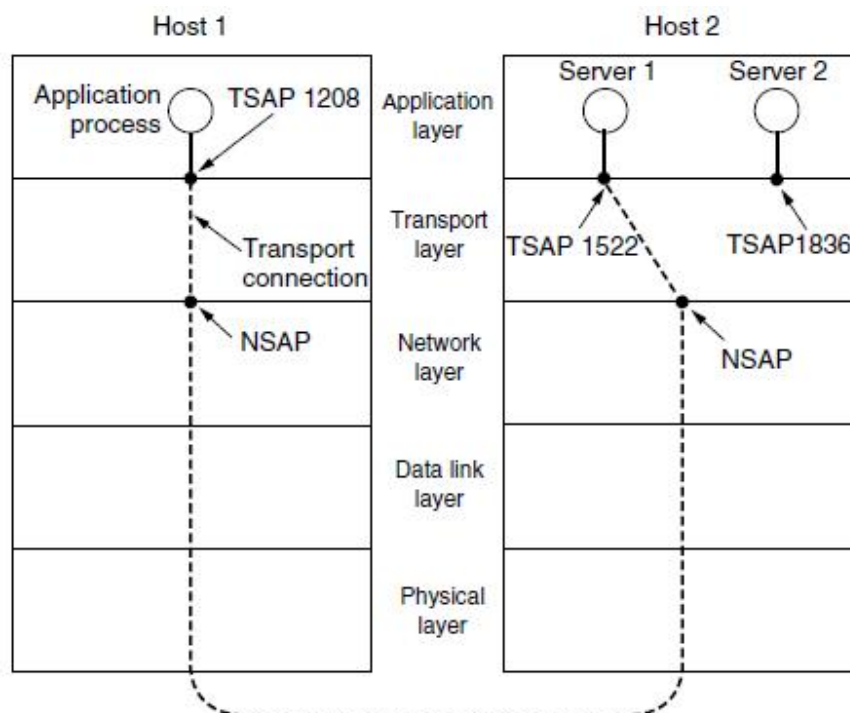 Host 1
Host 2
Application
process
TSAP 1208
Application
layer
Server 1
Server 2
Transport
connection
Transport
layer
TSAP 1522
TSAP1836
NSAP
Network
layer
NSAP
Data link
layer
Physical
layer